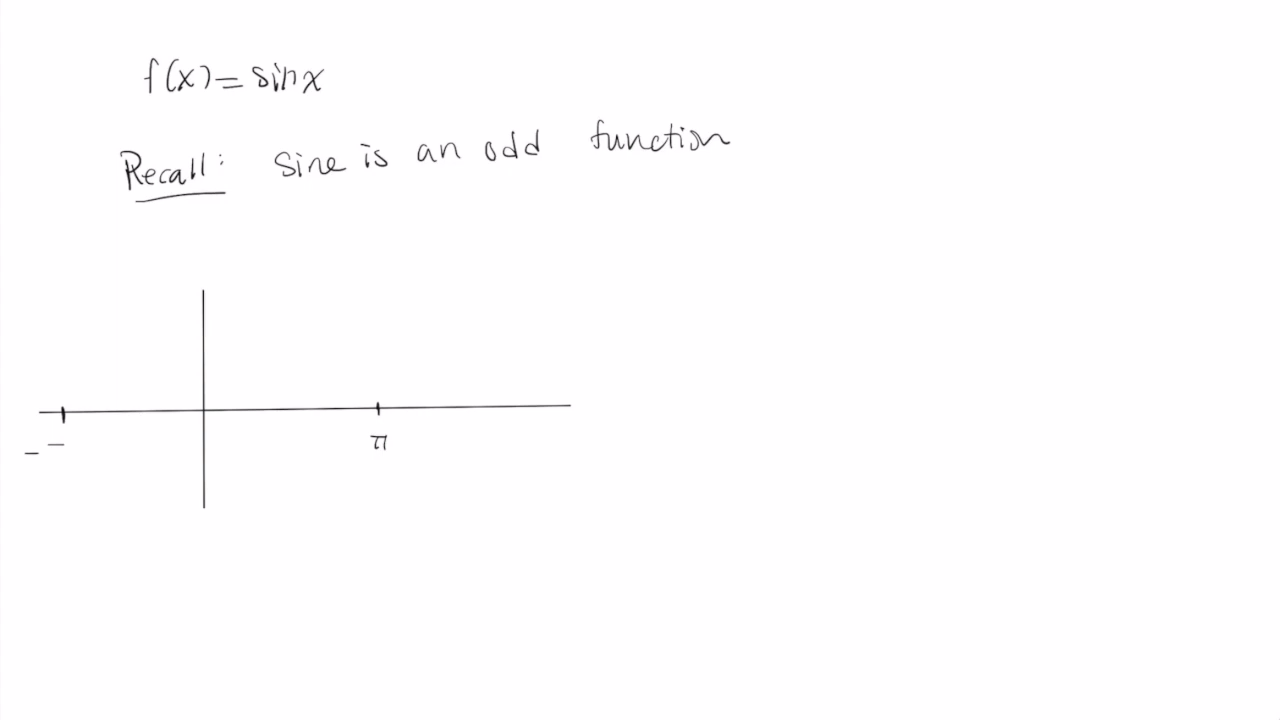 f(x) = sin x
Recall: Sine is an odd function
π